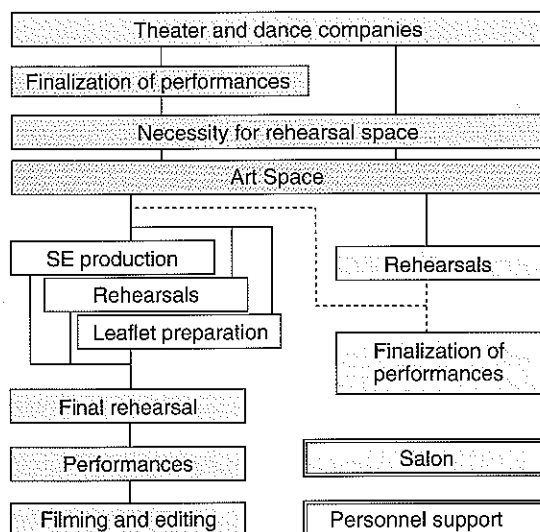 Theater and dance companies
Finalization of performances
Necessity for rehearsal space
Art Space
SE production
Rehearsals
Leaflet preparation
Final rehearsal
Performances
Filming and editing
Rehearsals
Finalization of
performances
Salon
Personnel support